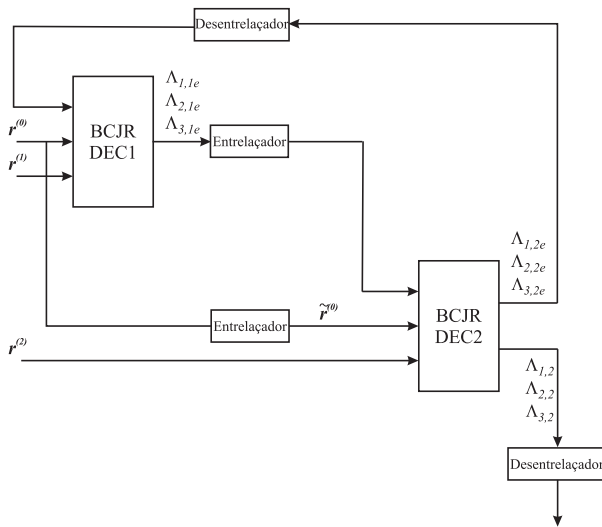 Desentrelaçador
Λ1,1e
Λ2,1e
Λ3,1e
r(0)
r(1)
BCJR
DEC1
Entrelaçador
Λ1,2e
Λ2,2e
Λ3,2e
BCJR
DEC2
Entrelaçador
r̃(0)
r(2)
Λ1,2
Λ2,2
Λ3,2
Desentrelaçador